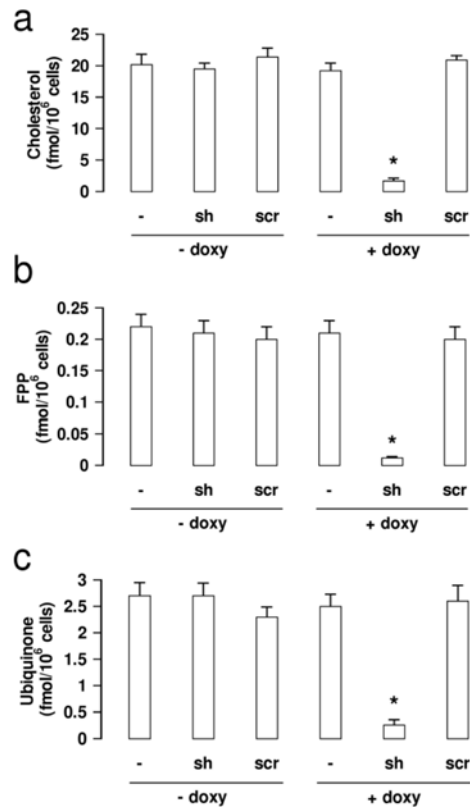 a
Cholesterol
(fmol/10⁶ cells)
25
20
15
10
5
0
*
- sh scr - sh scr
- doxy + doxy
b
FPP
(fmol/10⁶ cells)
0.25
0.2
0.15
0.1
0.05
0
*
- sh scr - sh scr
- doxy + doxy
c
Ubiquinone
(fmol/10⁶ cells)
3
2.5
2
1.5
1
0.5
0
*
- sh scr - sh scr
- doxy + doxy